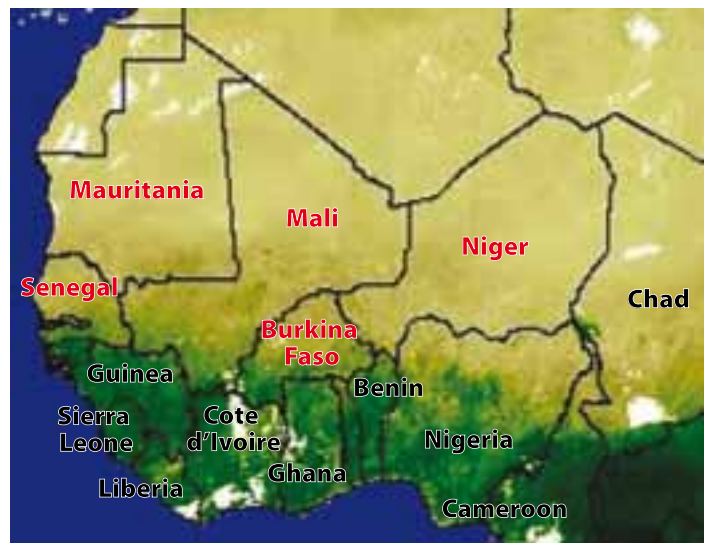 Mauritania
Mali
Niger
Senegal
Chad
Burkina
Faso
Guinea
Benin
Sierra
Leone
Cote
d'Ivoire
Nigeria
Ghana
Liberia
Cameroon